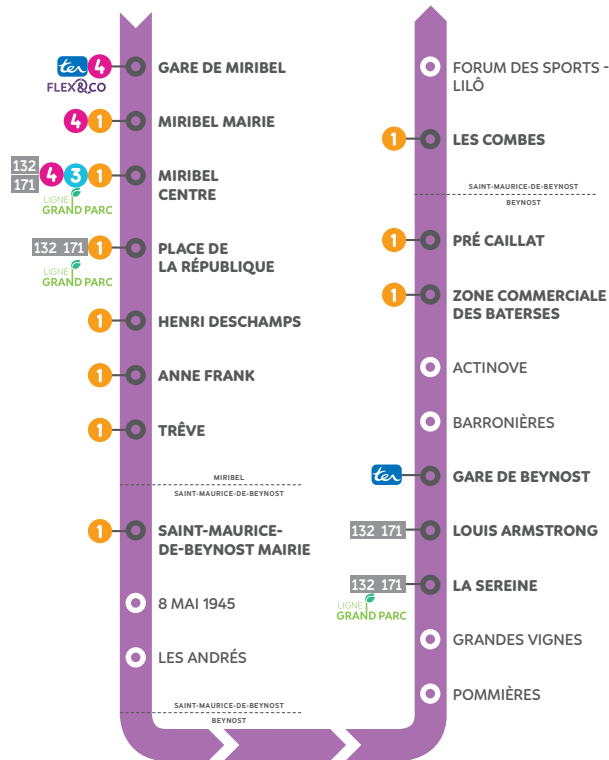 ter 4 GARE DE MIRIBEL
FLEX&CO
4 1 MIRIBEL MAIRIE
132
171
4 3 1 MIRIBEL
CENTRE
LIGNE
GRAND PARC
132 171 1 PLACE DE
LA RÉPUBLIQUE
LIGNE
GRAND PARC
1 HENRI DESCHAMPS
1 ANNE FRANK
1 TRÊVE
MIRIBEL
SAINT-MAURICE-DE-BEYNOST
1 SAINT-MAURICE-
DE-BEYNOST MAIRIE
8 MAI 1945
LES ANDRÉS
SAINT-MAURICE-DE-BEYNOST
BEYNOST
FORUM DES SPORTS -
LILÔ
1 LES COMBES
SAINT-MAURICE-DE-BEYNOST
BEYNOST
1 PRÉ CAILLAT
1 ZONE COMMERCIALE
DES BATERSES
ACTINOVE
BARRONIÈRES
ter GARE DE BEYNOST
132 171 LOUIS ARMSTRONG
132 171 LA SEREINE
LIGNE
GRAND PARC
GRANDES VIGNES
POMMIÈRES